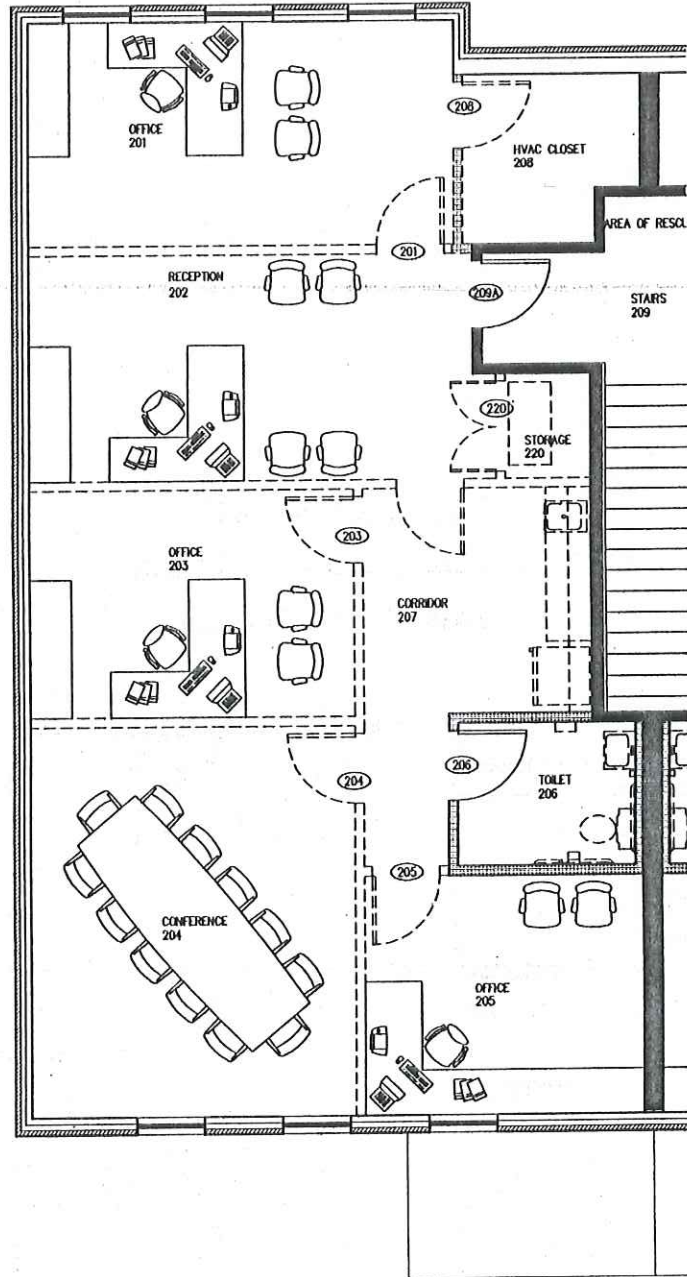 OFFICE
201
208
HVAC CLOSET
208
201
AREA OF RESCU
RECEPTION
202
209A
STAIRS
209
220
STORAGE
220
203
OFFICE
203
CORRIDOR
207
204
206
TOILET
206
205
CONFERENCE
204
OFFICE
205